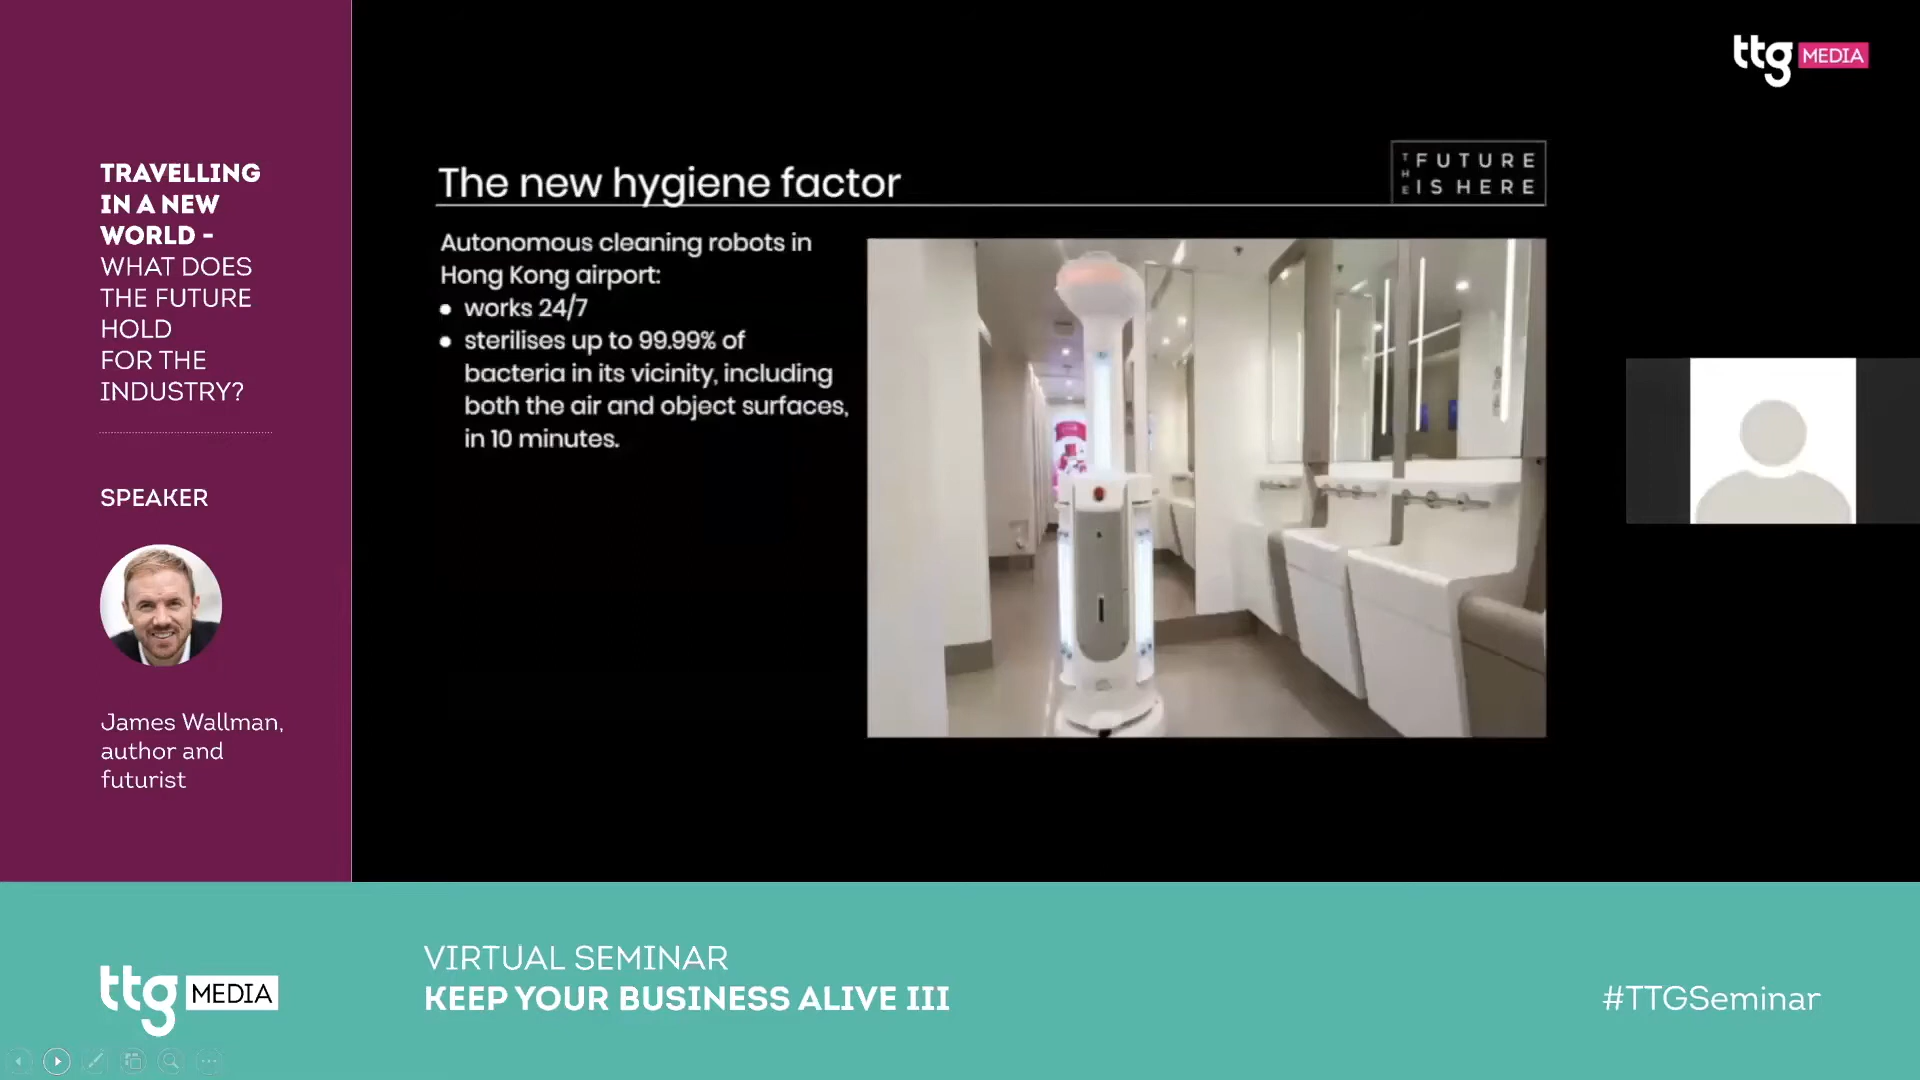 ttg MEDIA
TRAVELLING
IN A NEW
WORLD -
WHAT DOES
THE FUTURE
HOLD
FOR THE
INDUSTRY?
SPEAKER
James Wallman,
author and
futurist
The new hygiene factor
THE FUTURE
IS HERE
Autonomous cleaning robots in
Hong Kong airport:
• works 24/7
• sterilises up to 99.99% of
bacteria in its vicinity, including
both the air and object surfaces,
in 10 minutes.
ttg MEDIA
VIRTUAL SEMINAR
KEEP YOUR BUSINESS ALIVE III
#TTGSeminar